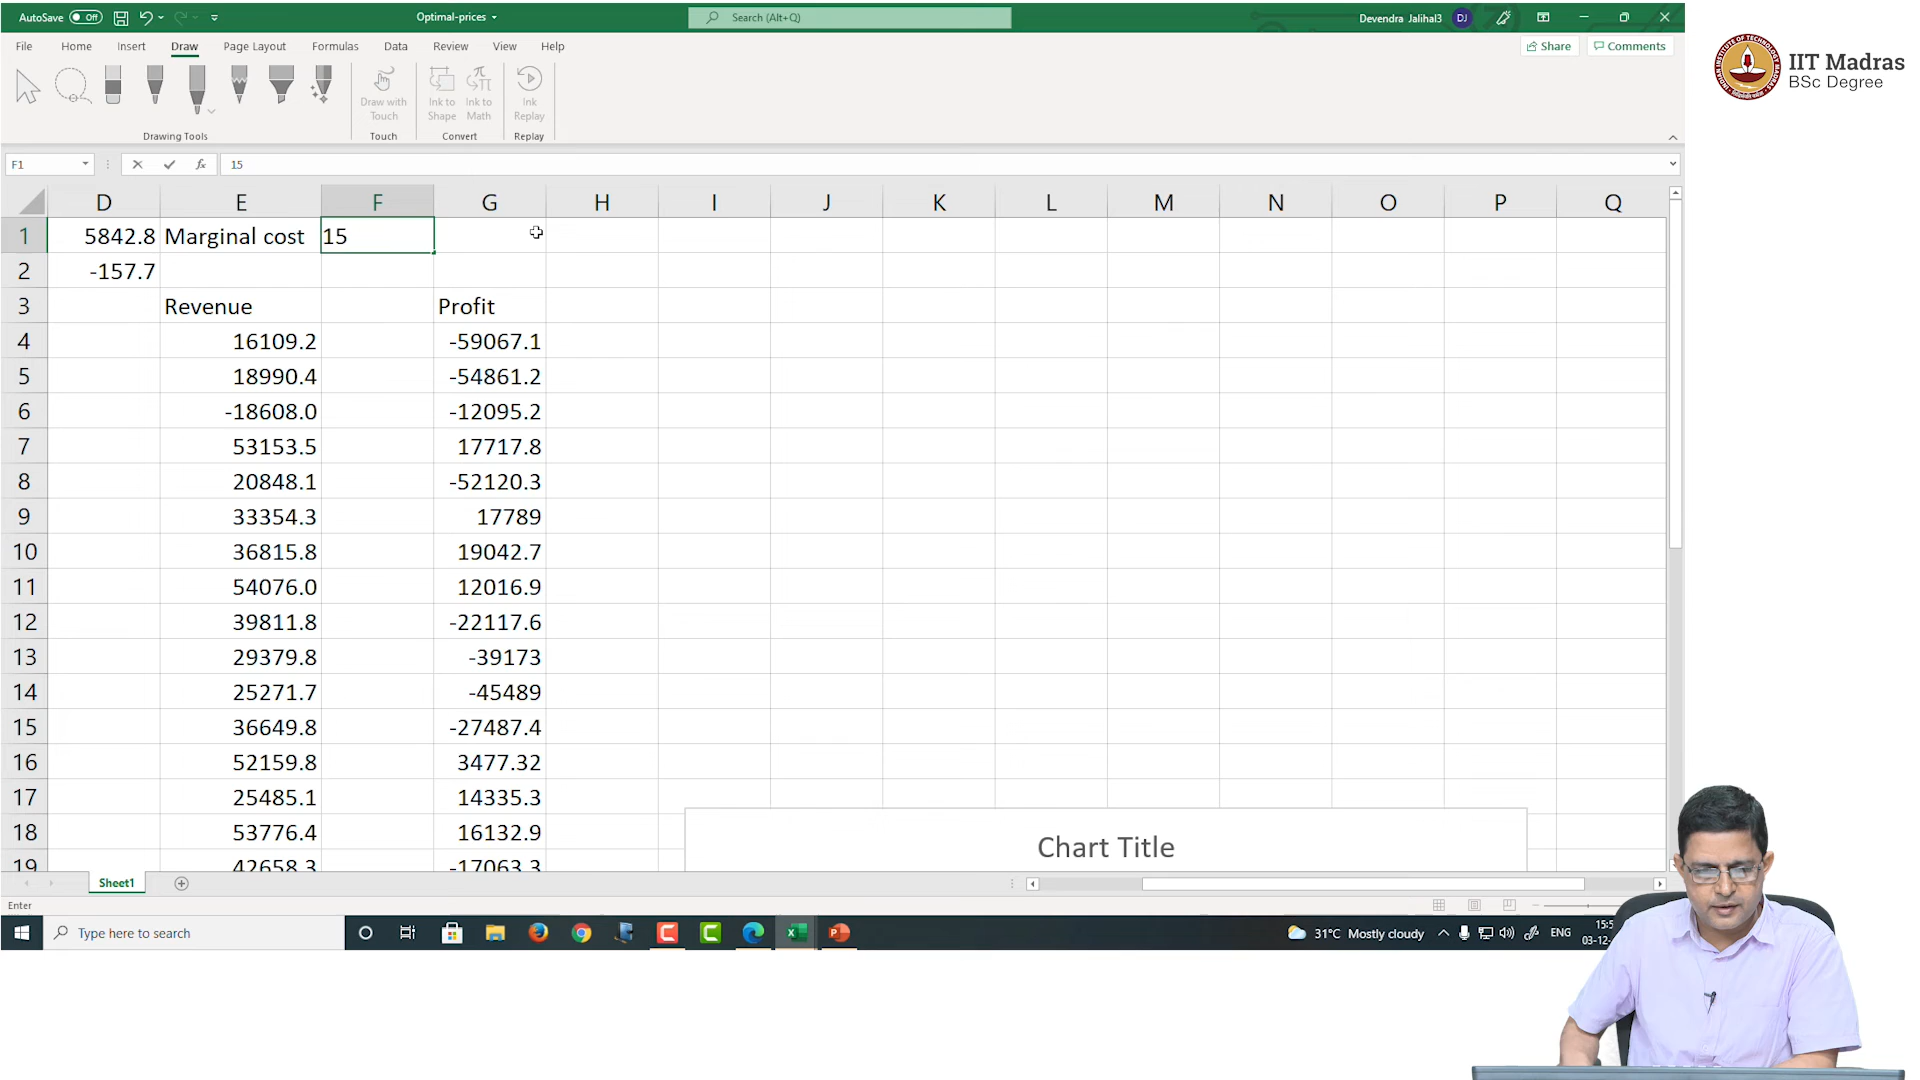 AutoSave Off Optimal-prices Search (Alt+Q) Devendra Jalihal3 DJ
File Home Insert Draw Page Layout Formulas Data Review View Help Share Comments
Draw with Touch
Ink to Shape
Ink to Math
Ink Replay
Drawing Tools Touch Convert Replay
F1 fx 15
D E F G H I J K L M N O P Q
1 5842.8 Marginal cost 15
2 -157.7
3 Revenue Profit
4 16109.2 -59067.1
5 18990.4 -54861.2
6 -18608.0 -12095.2
7 53153.5 17717.8
8 20848.1 -52120.3
9 33354.3 17789
10 36815.8 19042.7
11 54076.0 12016.9
12 39811.8 -22117.6
13 29379.8 -39173
14 25271.7 -45489
15 36649.8 -27487.4
16 52159.8 3477.32
17 25485.1 14335.3
18 53776.4 16132.9
19 42658.3 -17063.3
Chart Title
Sheet1
Enter
Type here to search 31°C Mostly cloudy ENG
IIT Madras
BSc Degree